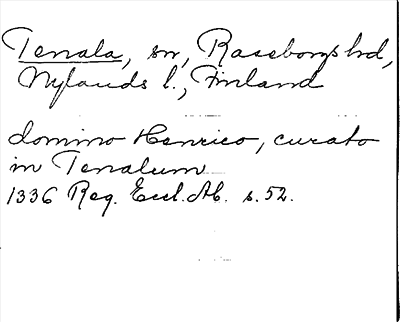 Tenala, sn, Raseborgs hd,
Nylands l., Finland
domino Henrico, curato
in Tenalum
1336 Reg. Eccl. Ab. s. 52.